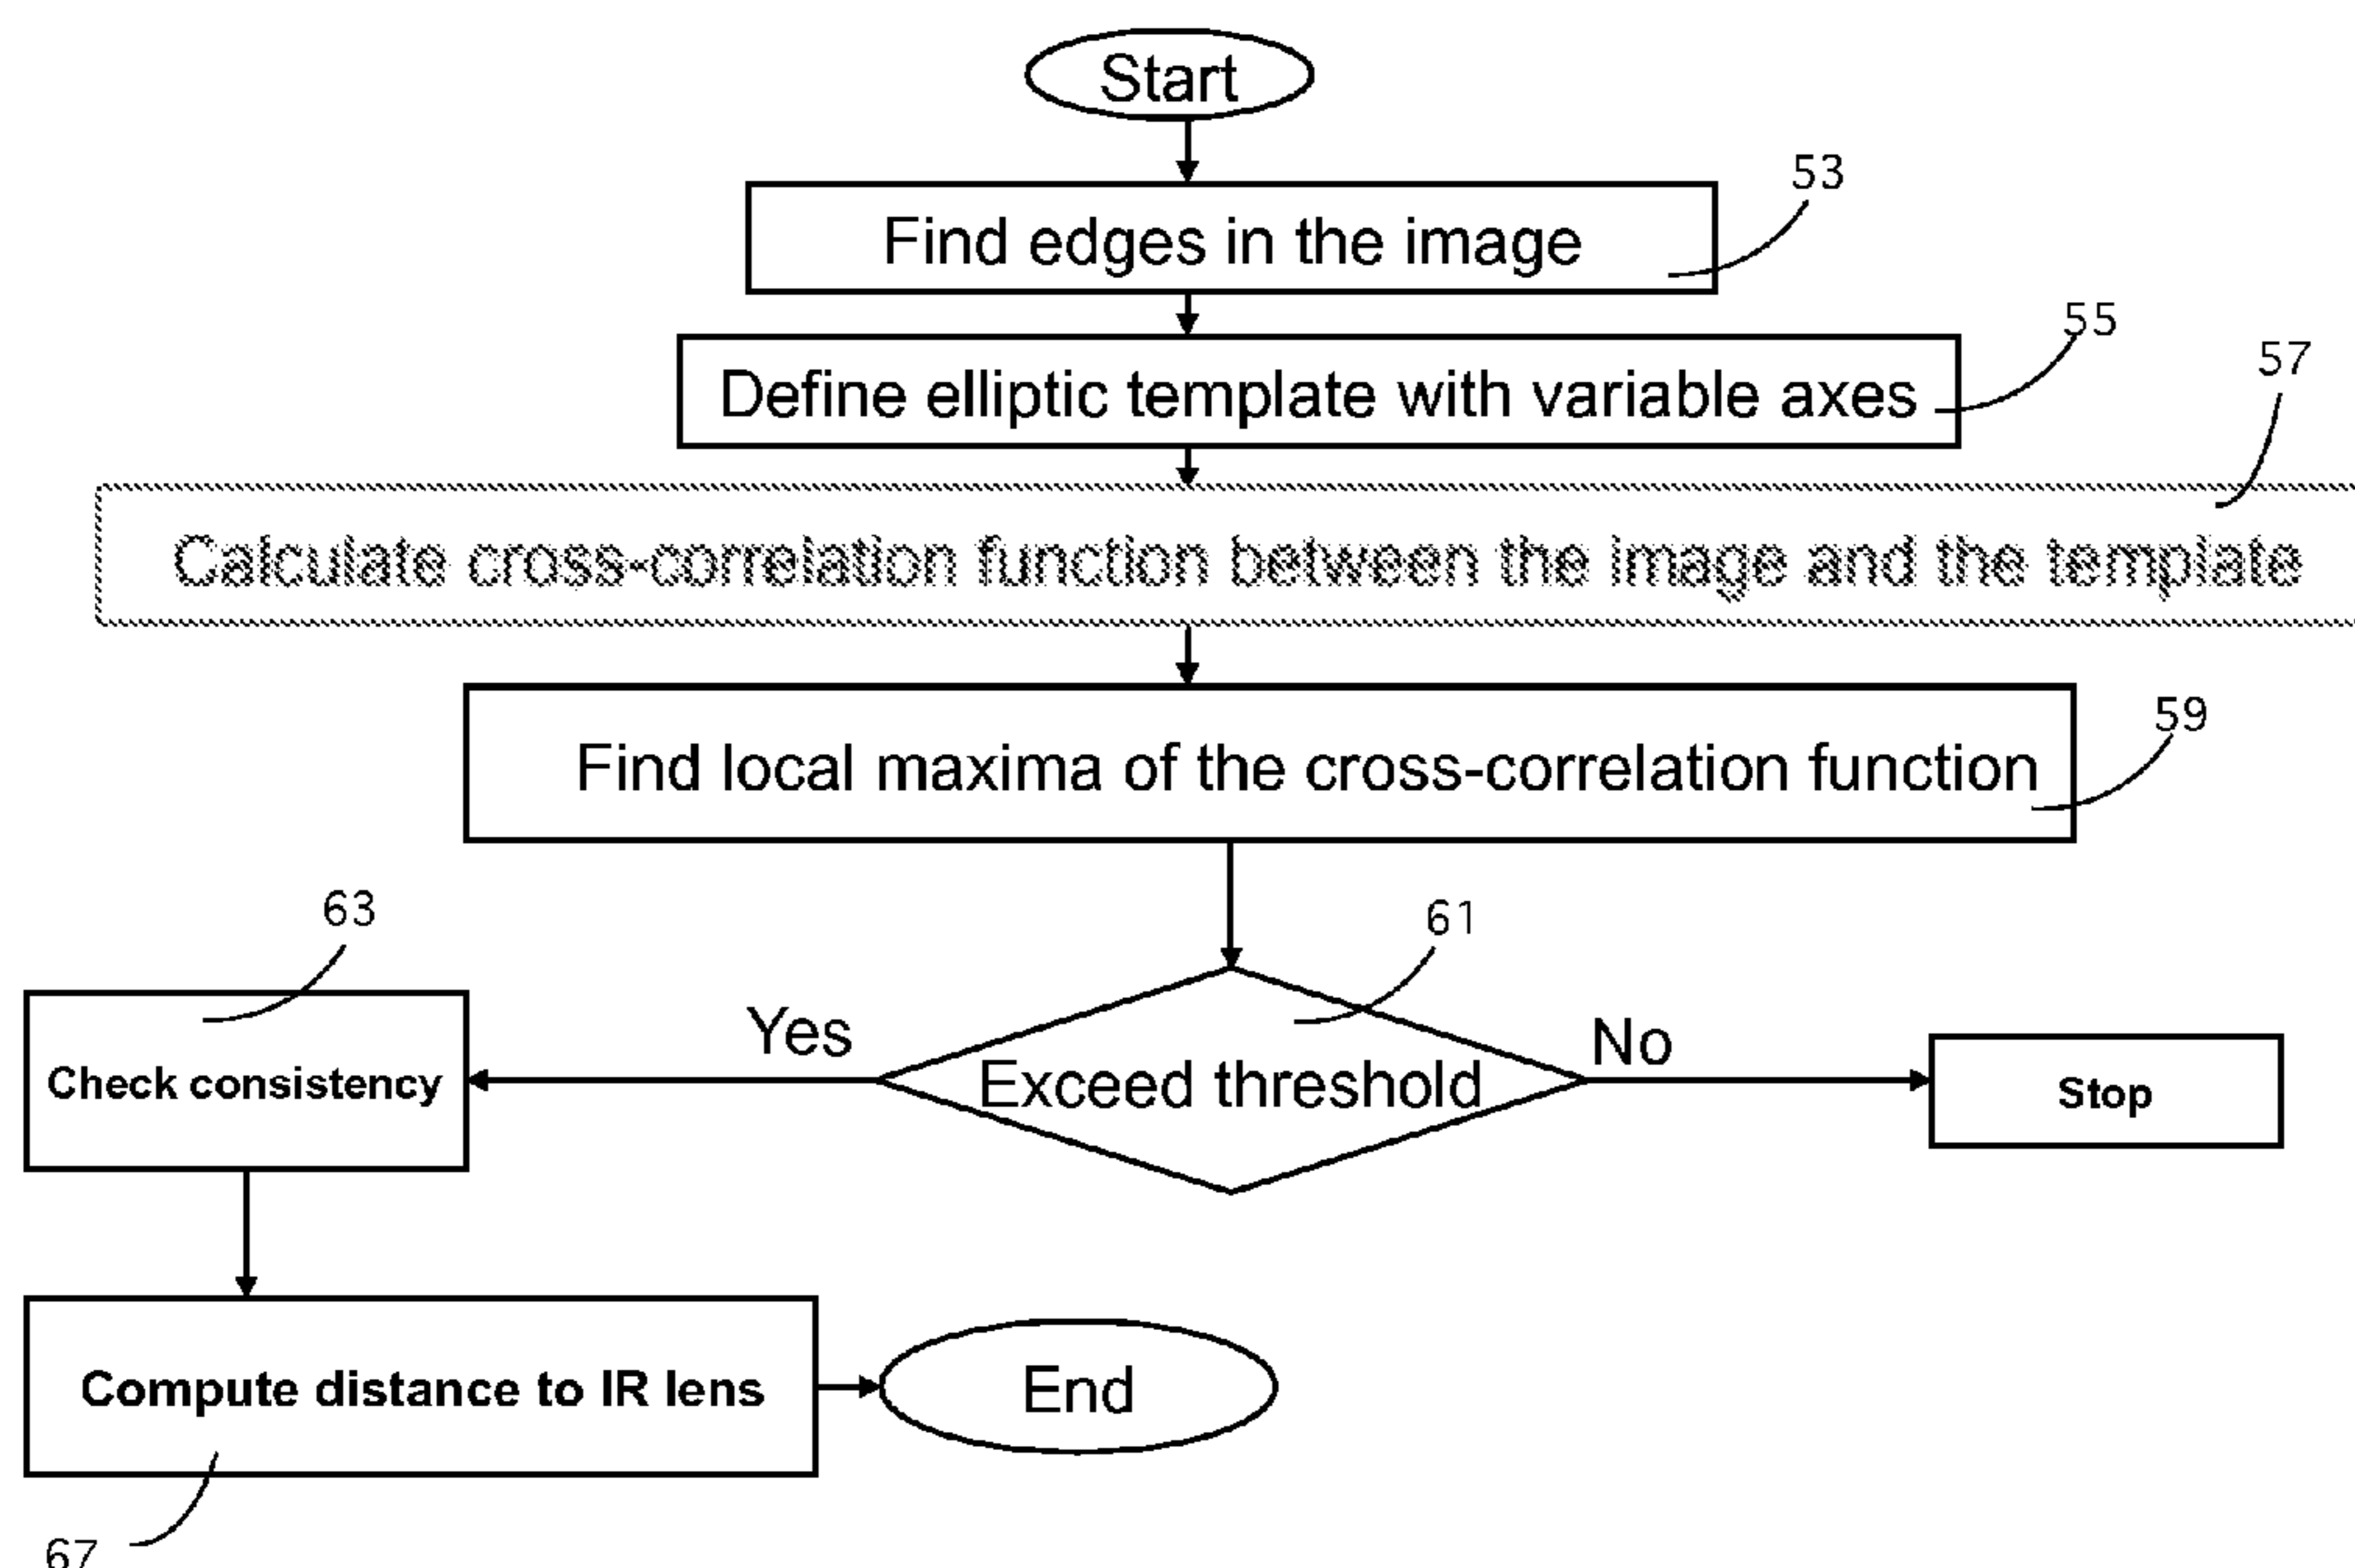 Start
53
Find edges in the image
55
Define elliptic template with variable axes
57
Calculate cross-correlation function between the image and the template
59
Find local maxima of the cross-correlation function
63
61
Yes
No
Check consistency
Exceed threshold
Stop
Compute distance to IR lens
End
67